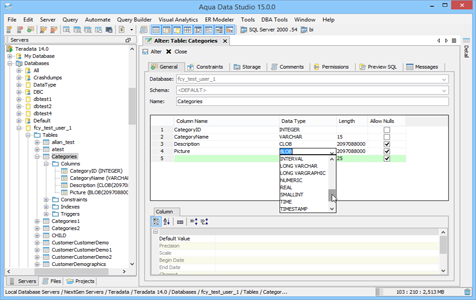 Aqua Data Studio 15.0.0
File Edit Server Automate Query Builder Visual Analytics ER Modeler Tools DBA Tools Window Help
SQL Server 2000 .54 bi
Servers
Alter: Table: Categories
Alter Close
Detail
Teradata 14.0
My Database
Databases
All
Crashdumps
DataType
DBC
dbtest1
dbtest2
dbtest4
Default
fcy_test_user_1
Tables
allan_test
atest
Categories
Columns
CategoryID (INTEGER)
CategoryName (VARCHAR
Description (CLOB(2097088
Picture (BLOB(2097088000)
Constraints
Indexes
Triggers
Categories1
Categories2
CHILD
CustomerCustomerDemo
CustomerCustomerDemo1
CustomerDemographics
General Constraints Storage Comments Permissions Preview SQL Messages
Database: fcy_test_user_1
Schema: <DEFAULT>
Name: Categories
Column Name Data Type Length Allow Nulls
1 CategoryID INTEGER
2 CategoryName VARCHAR 15
3 Description CLOB 2097088000
4 Picture BLOB 2097088000
5 25
INTERVAL
LONG VARCHAR
LONG VARGRAPHIC
NUMERIC
REAL
SMALLINT
TIME
TIMESTAMP
Column
Default Value
Precision
Scale
Begin Date
End Date
Servers Files Projects
Local Database Servers / NextGen Servers / Teradata / Teradata 14.0 / Databases / fcy_test_user_1 / Tables / Categor...
103 : 210 : 2,513 MB